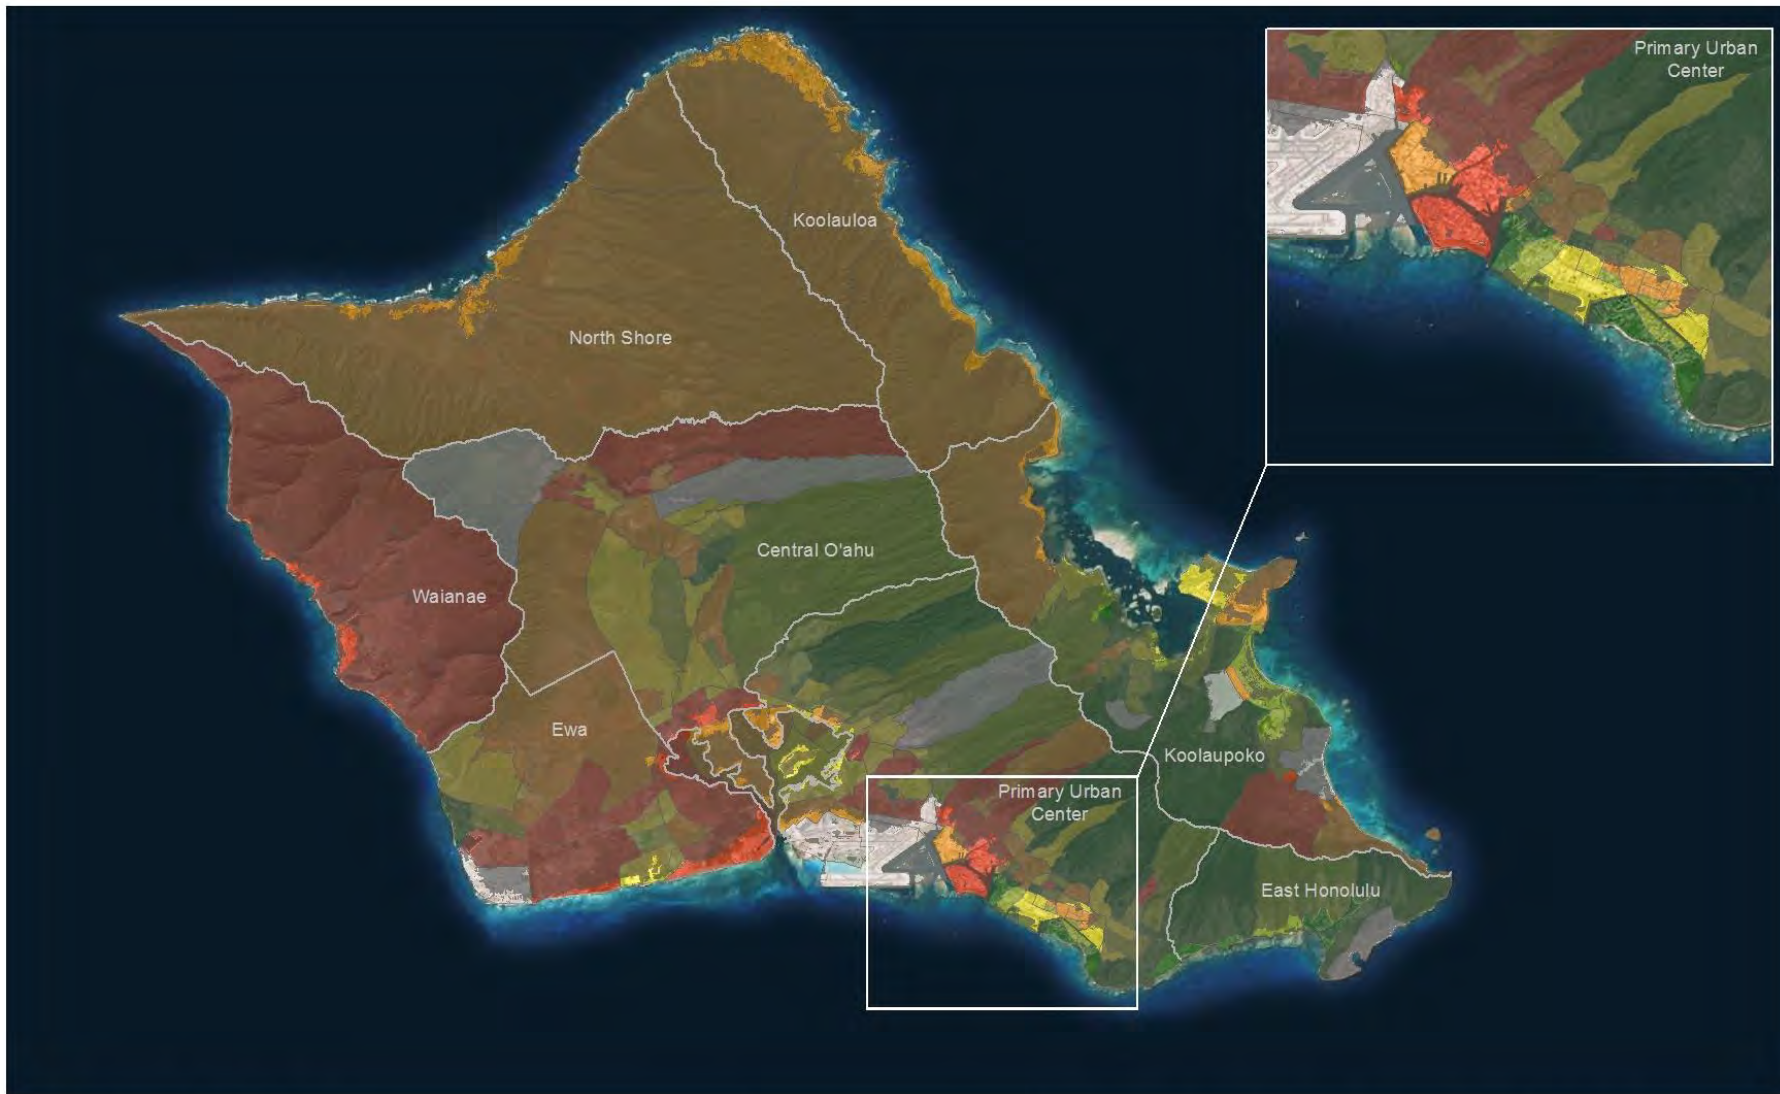 Primary Urban
Center
Koolauloa
North Shore
Central O'ahu
Waianae
Ewa
Koolaupoko
Primary Urban
Center
East Honolulu